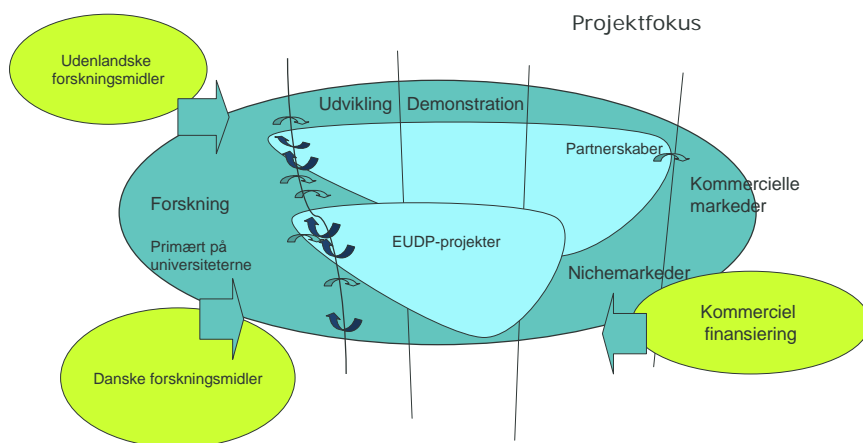 Projektfokus
Udenlandske
forskningsmidler
Udvikling
Demonstration
Partnerskaber
Forskning
Kommercielle
markeder
Primært på
universiteterne
EUDP-projekter
Nichemarkeder
Kommerciel
finansiering
Danske forskningsmidler